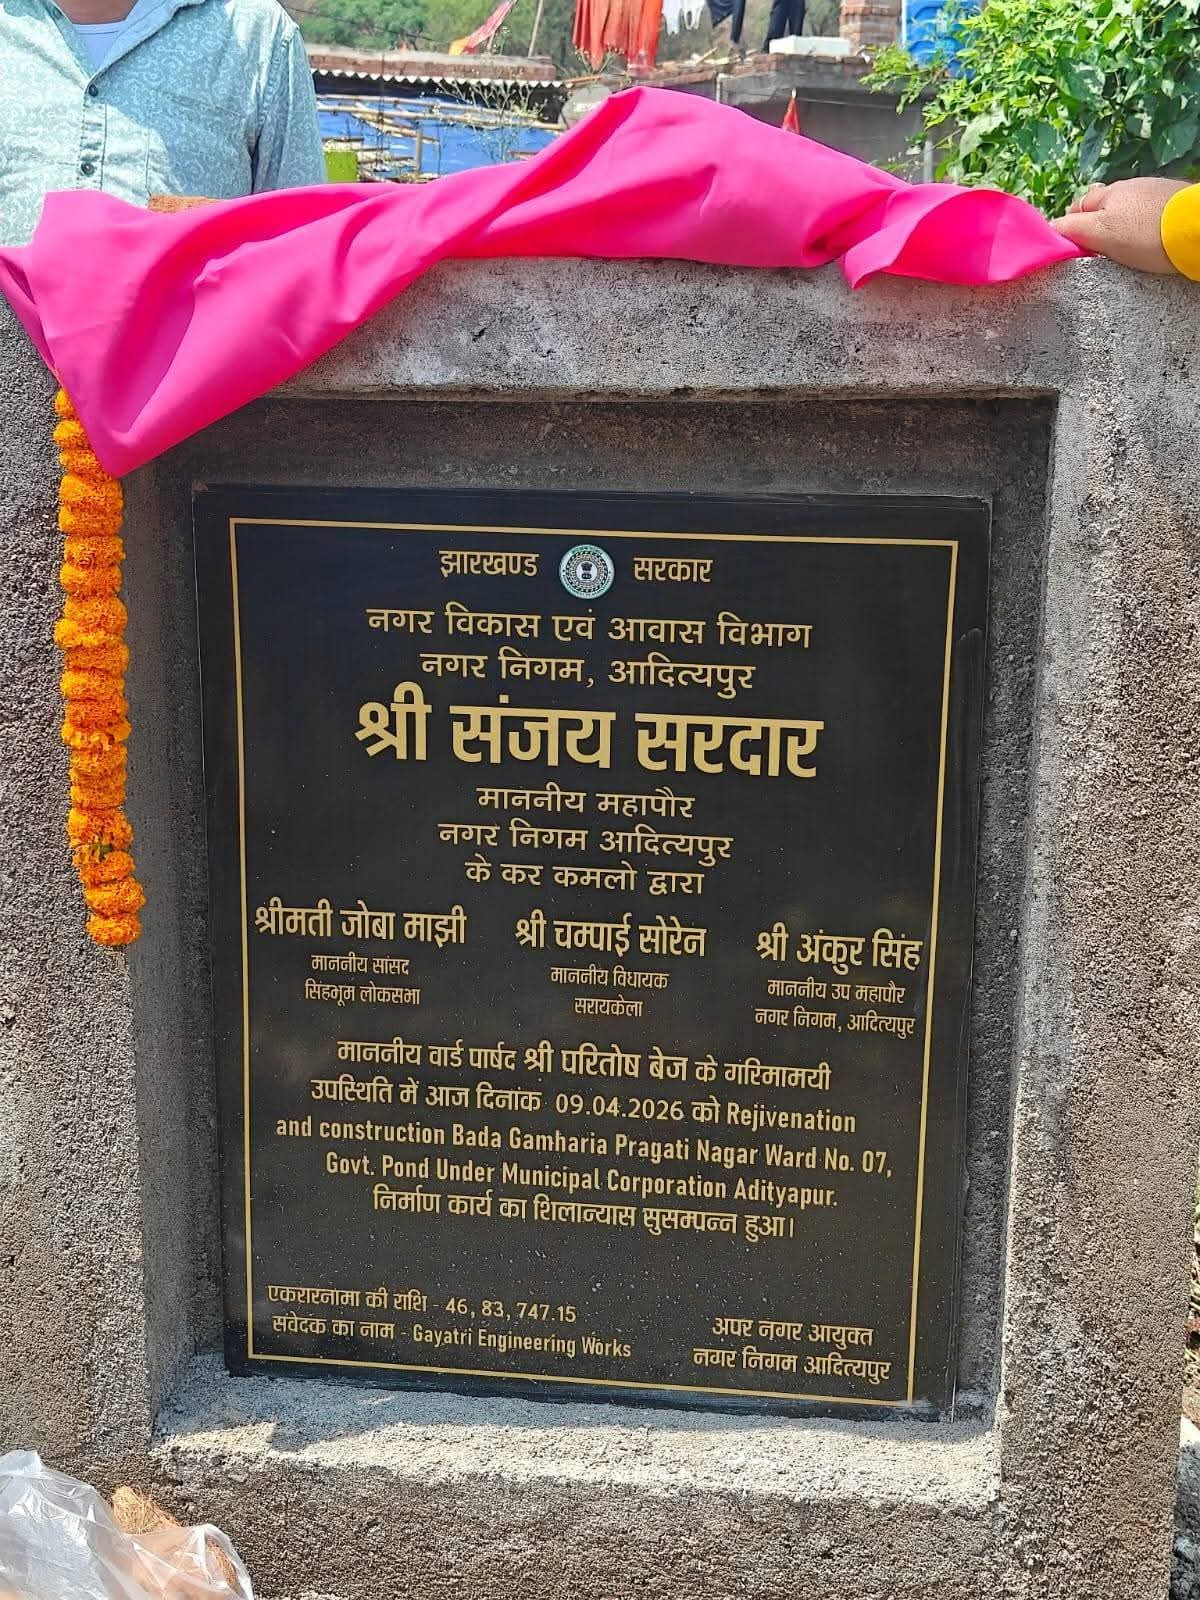 झारखण्ड सरकार
नगर विकास एवं आवास विभाग
नगर निगम, आदित्यपुर
श्री संजय सरदार
माननीय महापौर
नगर निगम आदित्यपुर
के कर कमलो द्वारा
श्रीमती जोबा माझी
माननीय सांसद
सिंहभूम लोकसभा
श्री चम्पाई सोरेन
माननीय विधायक
सरायकेला
श्री अंकुर सिंह
माननीय उप महापौर
नगर निगम, आदित्यपुर
माननीय वार्ड पार्षद श्री परितोष बेज के गरिमामयी
उपस्थिति में आज दिनांक 09.04.2026 को Rejivenation
and construction Bada Gamharia Pragati Nagar Ward No. 07,
Govt. Pond Under Municipal Corporation Adityapur.
निर्माण कार्य का शिलान्यास सुसम्पन्न हुआ।
एकरारनामा की राशि - 46, 83, 747.15
संवेदक का नाम - Gayatri Engineering Works
अपर नगर आयुक्त
नगर निगम आदित्यपुर